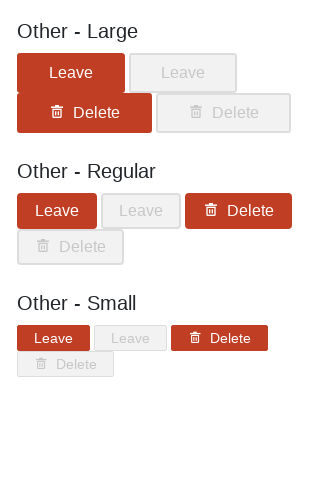 Other - Large
Leave Leave
Delete Delete
Other - Regular
Leave Leave Delete
Delete
Other - Small
Leave Leave Delete
Delete